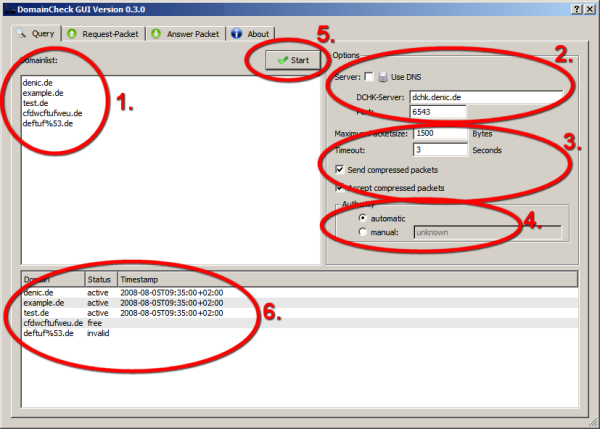 DomainCheck GUI Version 0.3.0
Query Request-Packet Answer Packet About
Domainlist:
5.
Start
denic.de
example.de
test.de
cfdwcftufweu.de
deftuf%53.de
1.
Options
2.
Server: Use DNS
DCHK-Server: dchk.denic.de
Port: 6543
Maximum Packetsize: 1500 Bytes
3.
Timeout: 3 Seconds
Send compressed packets
Accept compressed packets
Authority
automatic
4.
manual: unknown
Domain Status Timestamp
denic.de active 2008-08-05T09:35:00+02:00
example.de active 2008-08-05T09:35:00+02:00
test.de active 2008-08-05T09:35:00+02:00
6.
cfdwcftufweu.de free
deftuf%53.de invalid